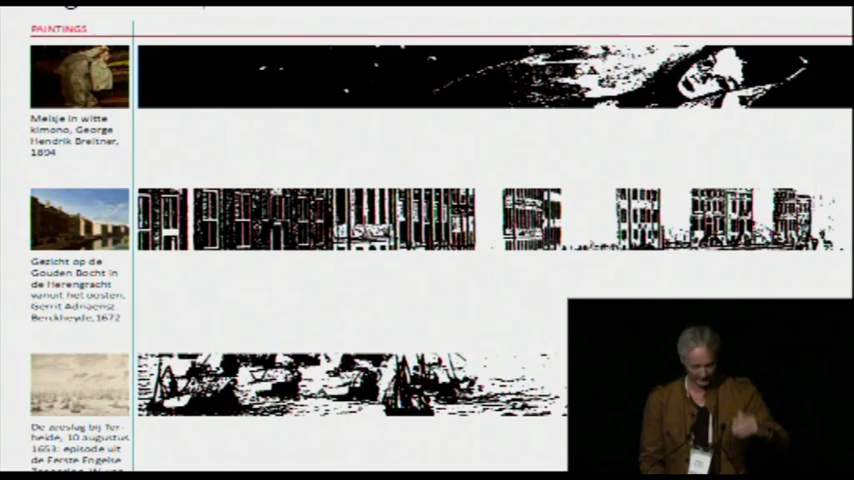 PAINTINGS
Meisje in witte
kimono, George
Hendrik Breitner,
1894
Gezicht op de
Gouden Bocht in
de Herengracht
vanuit het oosten,
Gerrit Adriaensz.
Berckheyde, 1672
De zeeslag bij Ter-
heide, 10 augustus
1653: episode uit
de Eerste Engelse